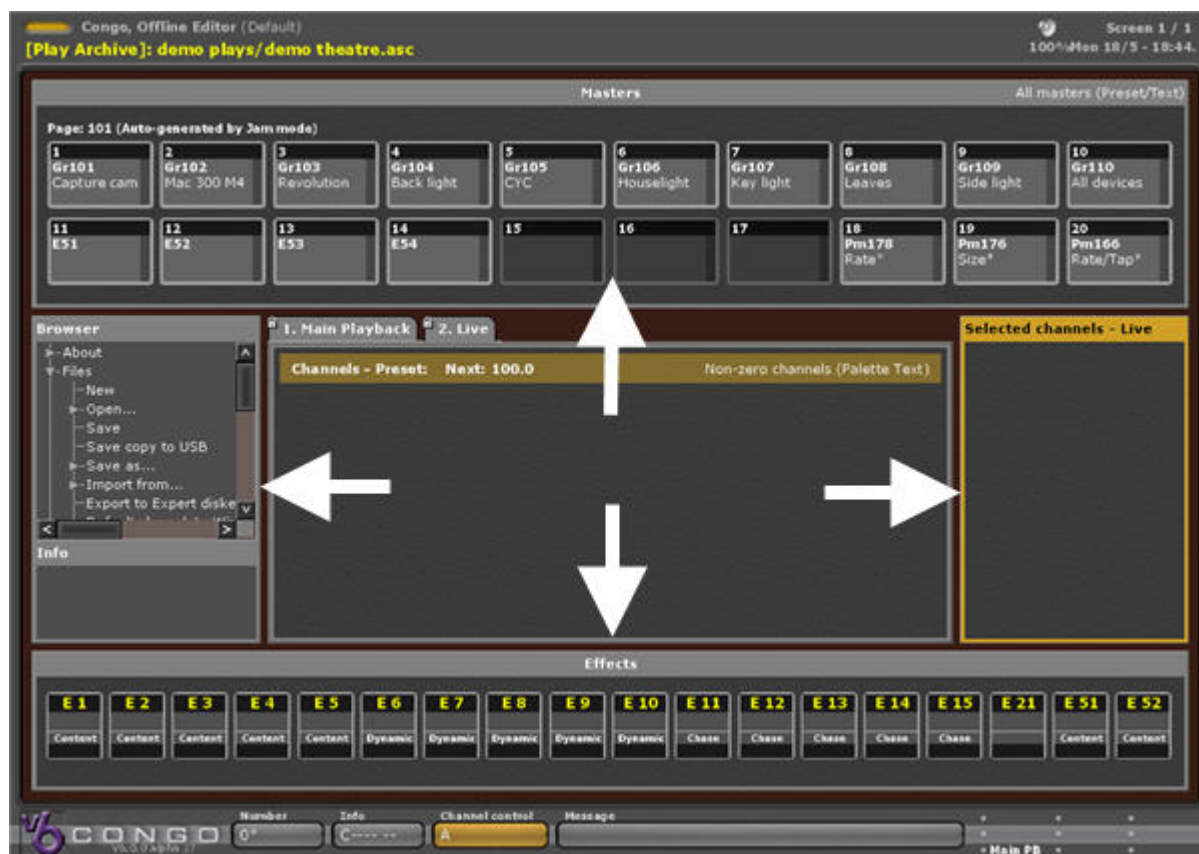 Congo, Offline Editor (Default)
Screen 1 / 1
[Play Archive]: demo plays/demo theatre.asc
100% Mon 18/5 - 18:44.
Masters
All masters (Preset/Text)
Page: 101 (Auto-generated by Jam mode)
1 2 3 4 5 6 7 8 9 10
Gr101 Gr102 Gr103 Gr104 Gr105 Gr106 Gr107 Gr108 Gr109 Gr110
Capture cam Mac 300 M4 Revolution Back light CYC Houselight Key light Leaves Side light All devices
11 12 13 14 15 16 17 18 19 20
E51 E52 E53 E54 Pm178 Pm176 Pm166
Rate* Size* Rate/Tap*
Browser
About
Files
New
Open...
Save
Save copy to USB
Save as...
Import from...
Export to Expert diske
Info
1. Main Playback
2. Live
Channels - Preset: Next: 100.0
Non-zero channels (Palette Text)
Selected channels - Live
Effects
E 1 E 2 E 3 E 4 E 5 E 6 E 7 E 8 E 9 E 10 E 11 E 12 E 13 E 14 E 15 E 21 E 51 E 52
Content Content Content Content Content Dynamic Dynamic Dynamic Dynamic Dynamic Chase Chase Chase Chase Chase Content Content
Number Info Channel control Message
CONGO 0* C---- -- A
Main PB